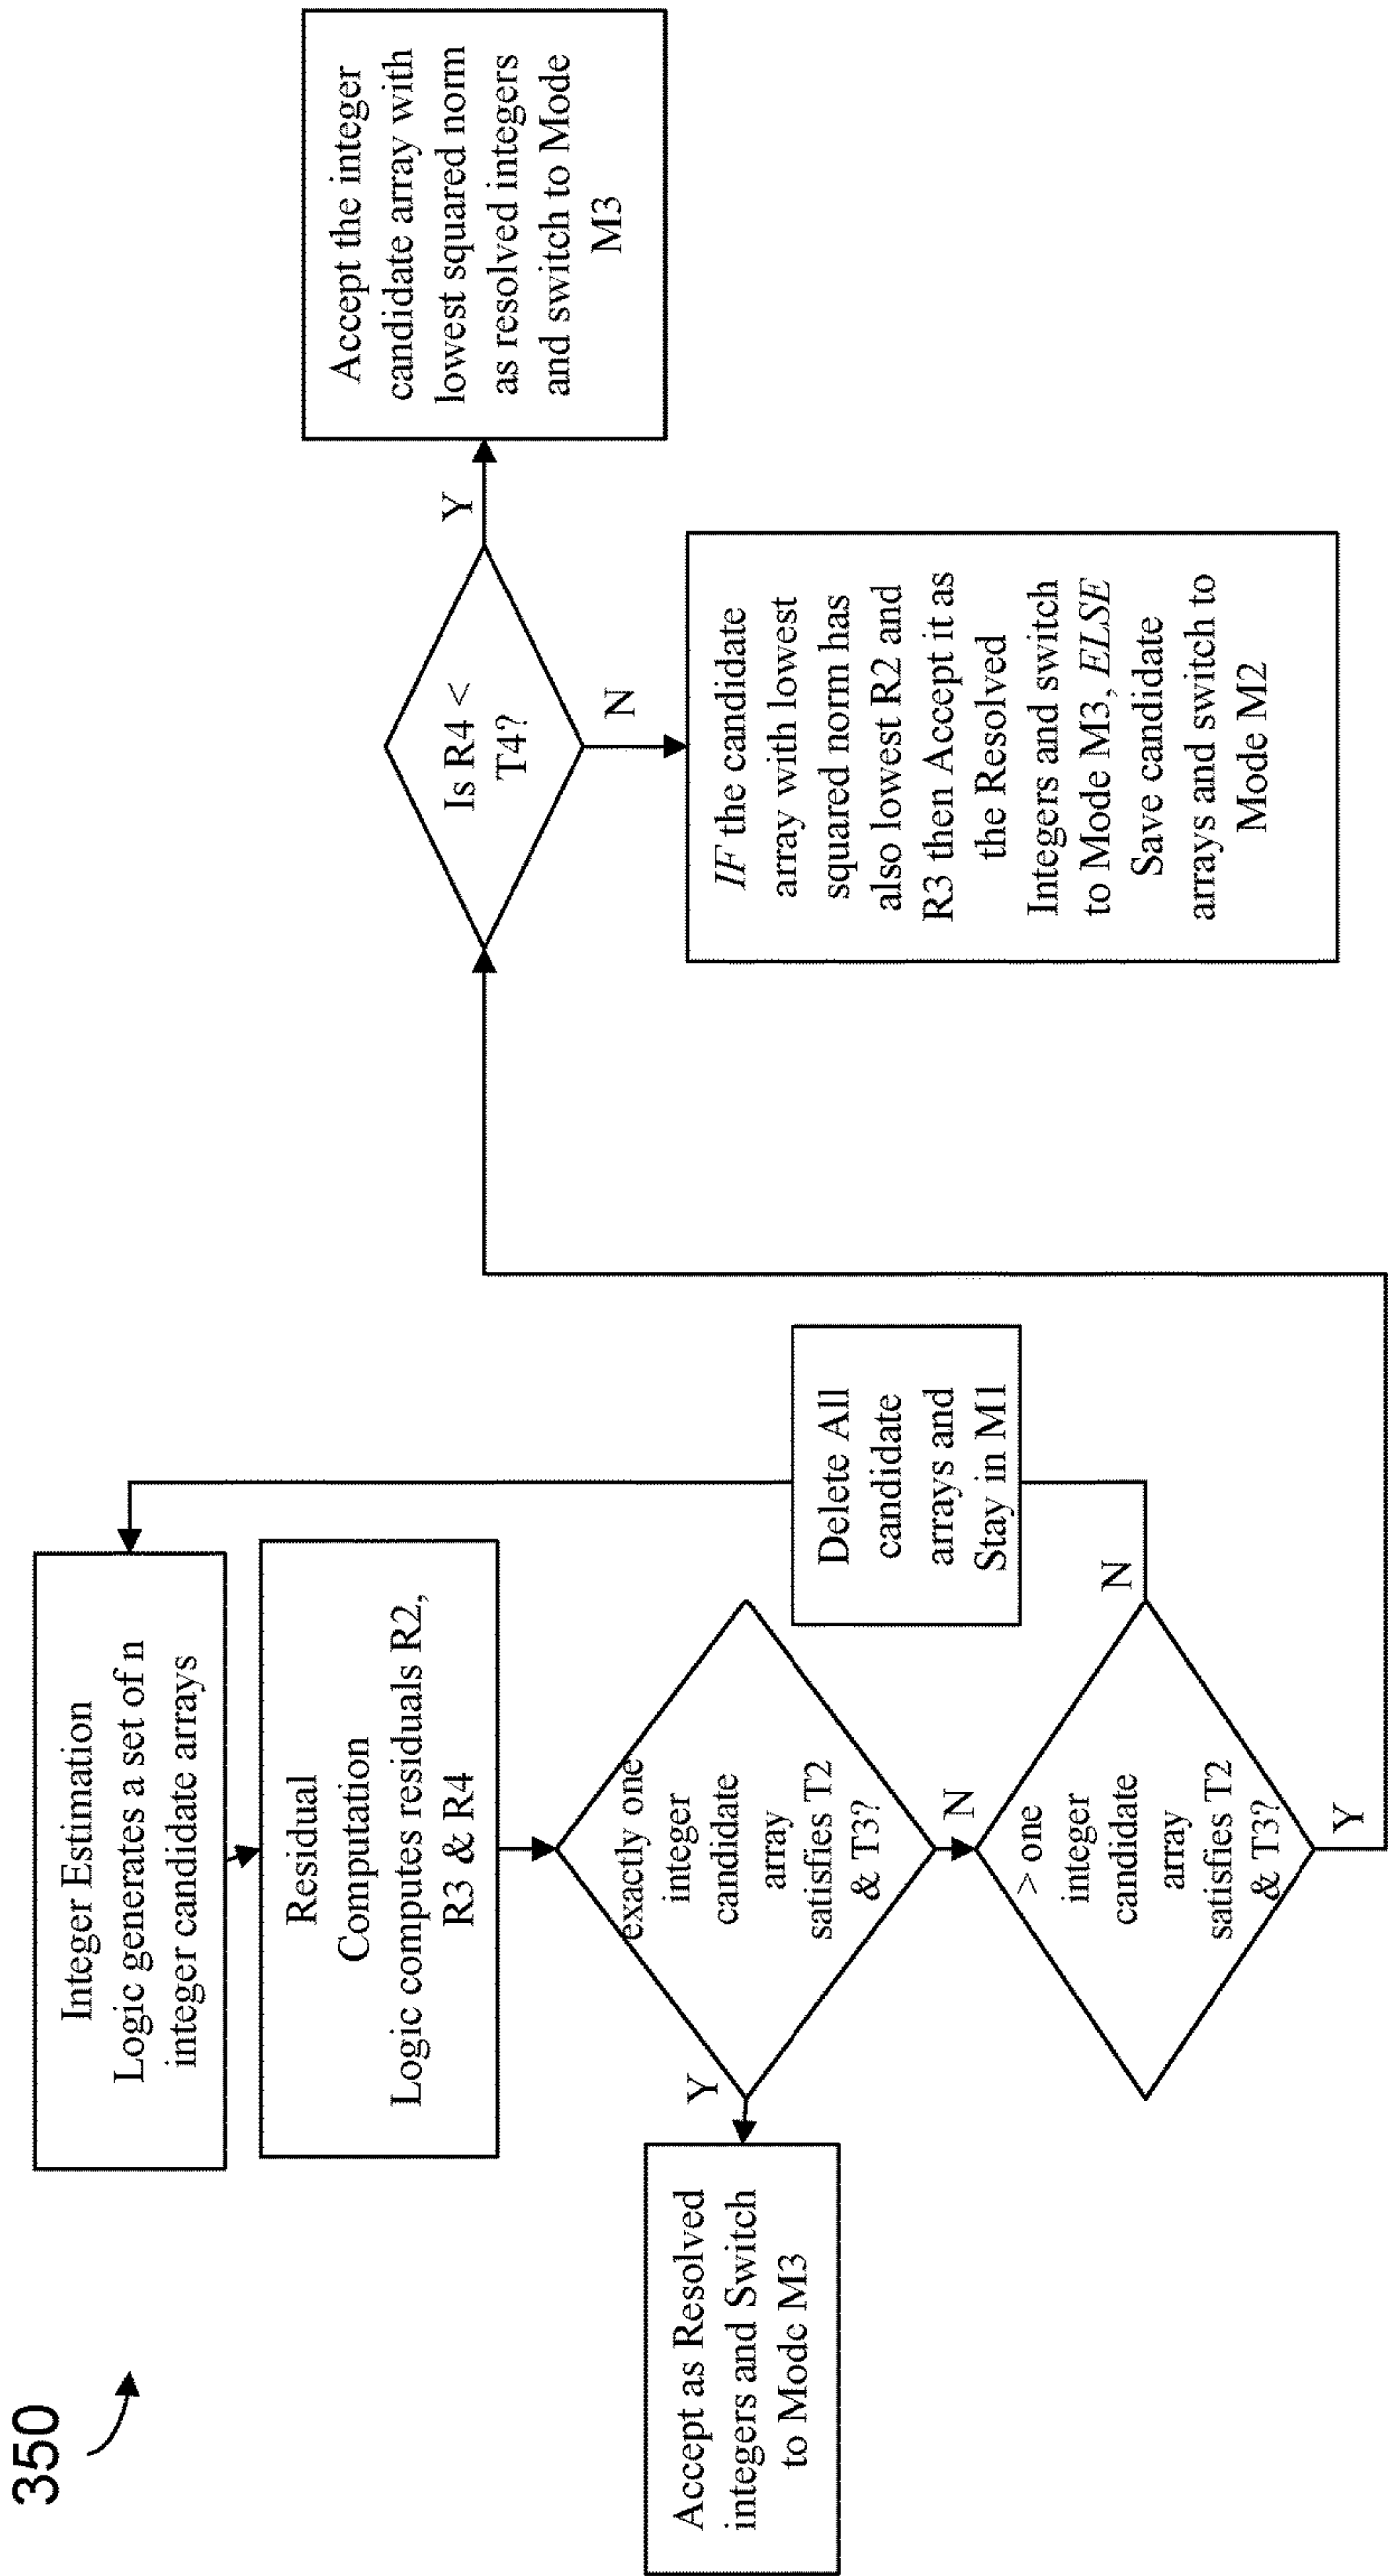 350
Integer Estimation
Logic generates a set of n
integer candidate arrays
Residual
Computation
Logic computes residuals R2,
R3 & R4
exactly one
integer
candidate
array
satisfies T2
& T3?
Y
Accept as Resolved
integers and Switch
to Mode M3
N
> one
integer
candidate
array
satisfies T2
& T3?
N
Delete All
candidate
arrays and
Stay in M1
Y
Is R4 <
T4?
Y
Accept the integer
candidate array with
lowest squared norm
as resolved integers
and switch to Mode
M3
N
IF the candidate
array with lowest
squared norm has
also lowest R2 and
R3 then Accept it as
the Resolved
Integers and switch
to Mode M3, ELSE
Save candidate
arrays and switch to
Mode M2